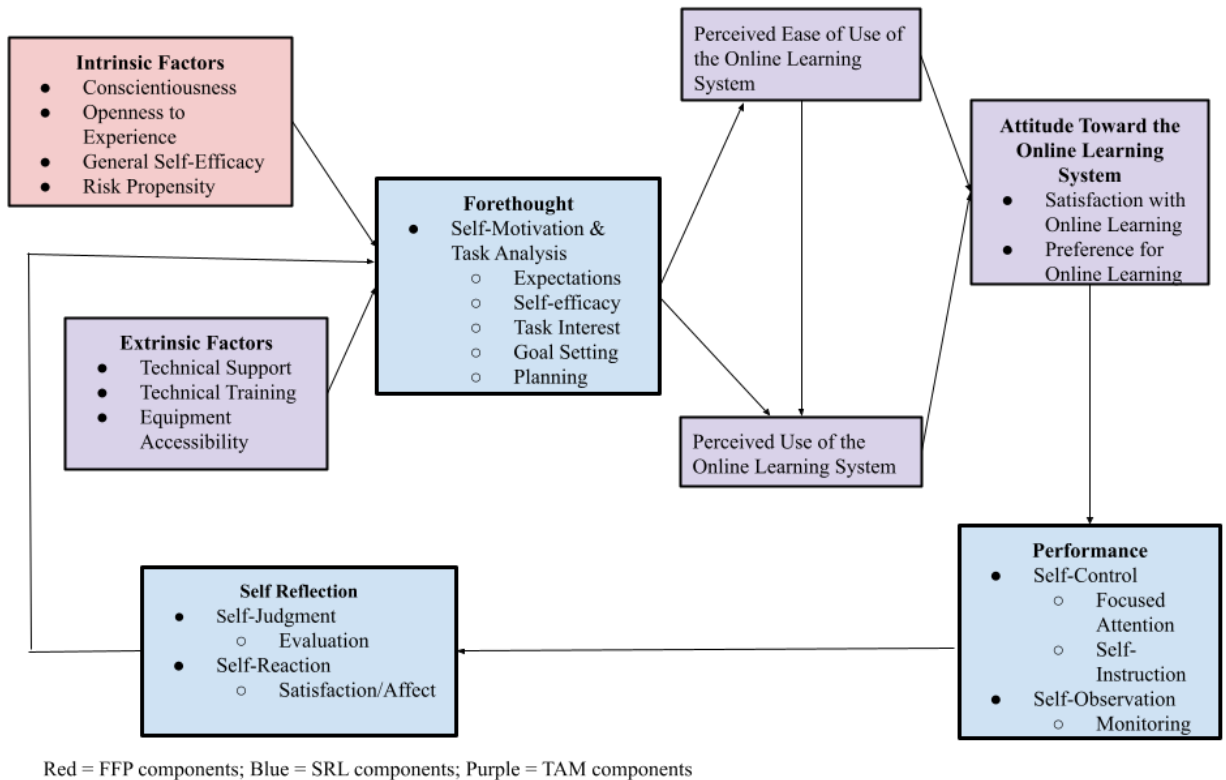 Intrinsic Factors
● Conscientiousness
● Openness to
Experience
● General Self-Efficacy
● Risk Propensity
Extrinsic Factors
● Technical Support
● Technical Training
● Equipment
Accessibility
Forethought
● Self-Motivation &
Task Analysis
○ Expectations
○ Self-efficacy
○ Task Interest
○ Goal Setting
○ Planning
Perceived Ease of Use of
the Online Learning
System
Perceived Use of the
Online Learning System
Attitude Toward the
Online Learning
System
● Satisfaction with
Online Learning
● Preference for
Online Learning
Performance
● Self-Control
○ Focused
Attention
○ Self-
Instruction
● Self-Observation
○ Monitoring
Self Reflection
● Self-Judgment
○ Evaluation
● Self-Reaction
○ Satisfaction/Affect
Red = FFP components; Blue = SRL components; Purple = TAM components